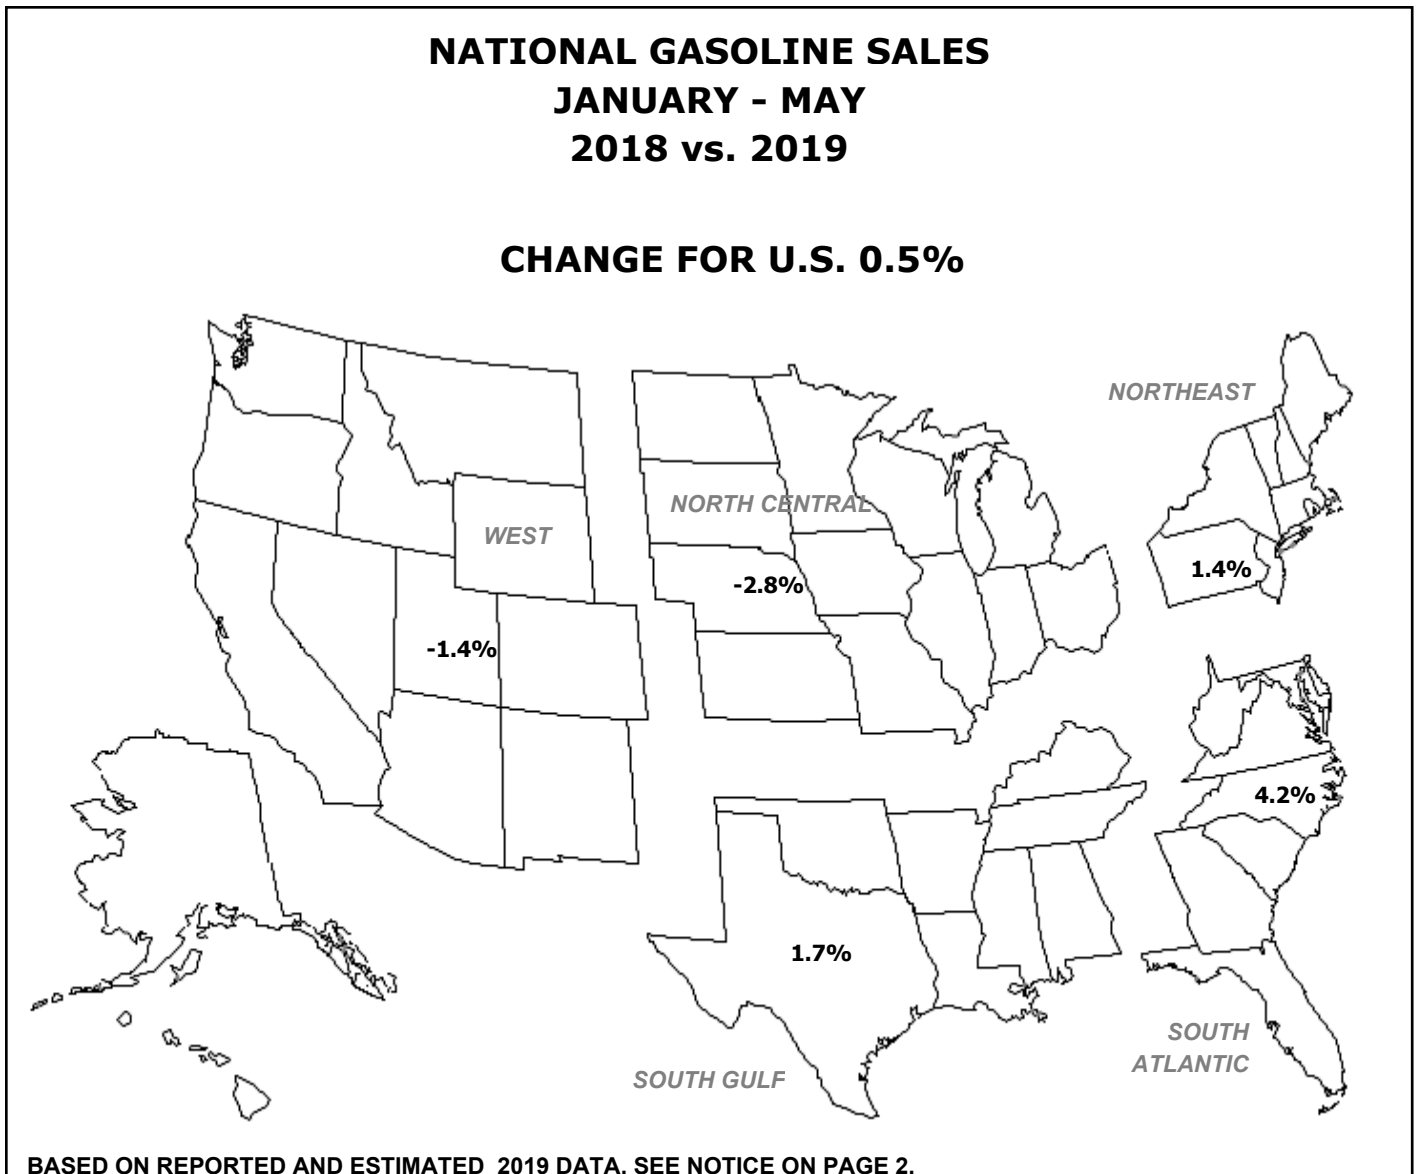 NATIONAL GASOLINE SALES
JANUARY - MAY
2018 vs. 2019
CHANGE FOR U.S. 0.5%
NORTHEAST
NORTH CENTRAL
WEST
1.4%
-2.8%
-1.4%
4.2%
1.7%
SOUTH
ATLANTIC
SOUTH GULF
BASED ON REPORTED AND ESTIMATED 2019 DATA. SEE NOTICE ON PAGE 2.